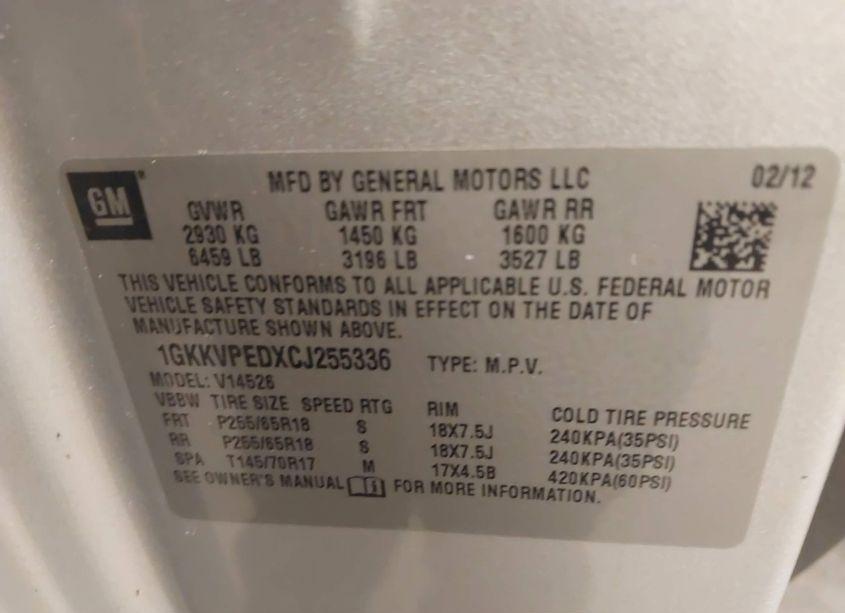 GM MFD BY GENERAL MOTORS LLC 02/12
GVWR GAWR FRT GAWR RR
2930 KG 1450 KG 1600 KG
6459 LB 3196 LB 3527 LB
THIS VEHICLE CONFORMS TO ALL APPLICABLE U.S. FEDERAL MOTOR
VEHICLE SAFETY STANDARDS IN EFFECT ON THE DATE OF
MANUFACTURE SHOWN ABOVE.
1GKKVPEDXCJ255336 TYPE: M.P.V.
MODEL: V14526
VBBW TIRE SIZE SPEED RTG RIM COLD TIRE PRESSURE
FRT P255/65R18 S 18X7.5J 240KPA(35PSI)
RR P255/65R18 S 18X7.5J 240KPA(35PSI)
SPA T145/70R17 M 17X4.5B 420KPA(60PSI)
SEE OWNER'S MANUAL FOR MORE INFORMATION.